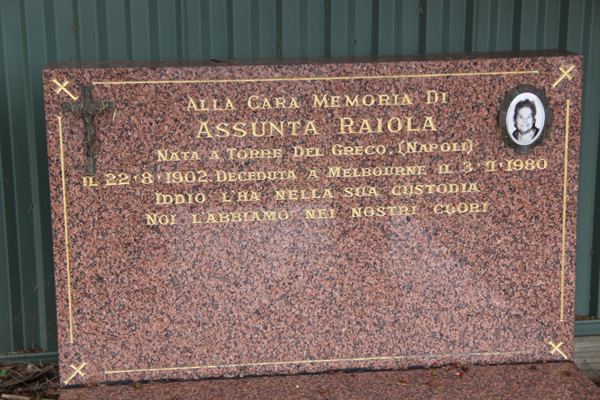 Alla Cara Memoria Di
Assunta Raiola
Nata a Torre Del Greco. (Napoli)
il 22·8·1902. Deceduta a Melbourne il 3·11·1980
Iddio l'ha nella sua custodia
Noi l'abbiamo nei nostri cuori